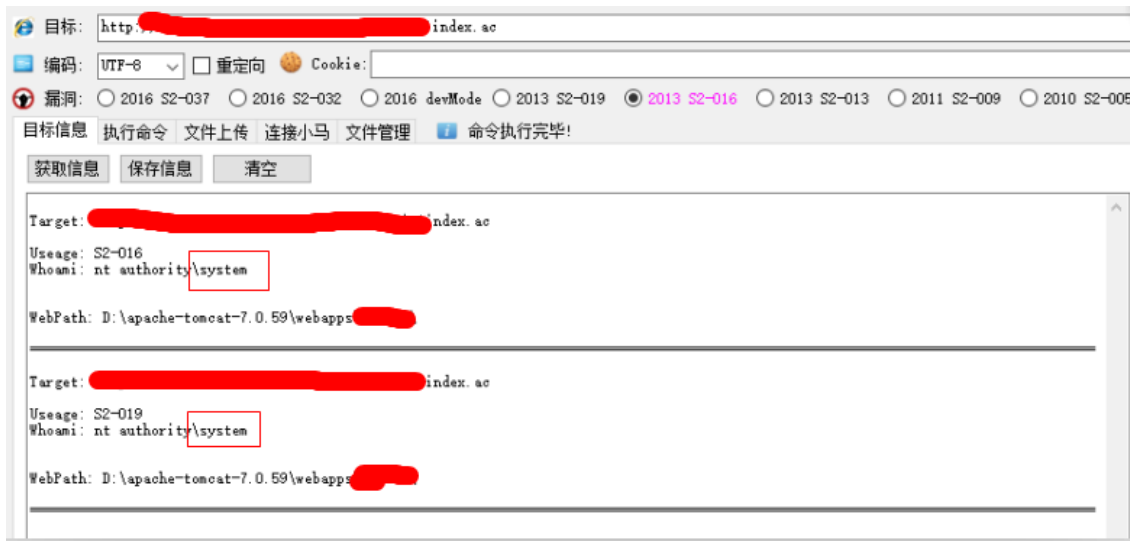 目标: http:/ index.ac
编码: UTF-8 重定向 Cookie:
漏洞: 2016 S2-037 2016 S2-032 2016 devMode 2013 S2-019 2013 S2-016 2013 S2-013 2011 S2-009 2010 S2-005
目标信息 执行命令 文件上传 连接小马 文件管理 命令执行完毕!
获取信息 保存信息 清空
Target: index.ac
Useage: S2-016
Whoami: nt authority\system
WebPath: D:\apache-tomcat-7.0.59\webapps
Target: index.ac
Useage: S2-019
Whoami: nt authority\system
WebPath: D:\apache-tomcat-7.0.59\webapps